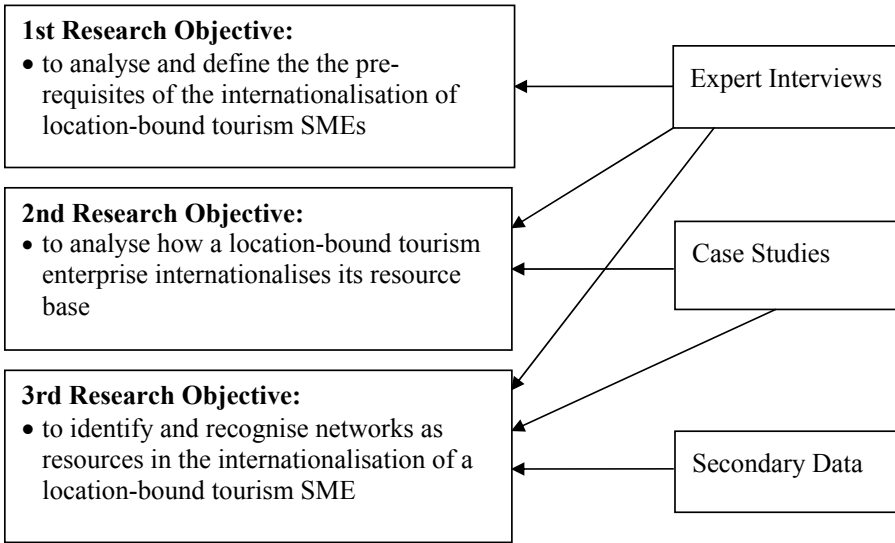 1st Research Objective:
• to analyse and define the the pre-
requisites of the internationalisation of
location-bound tourism SMEs
Expert Interviews
2nd Research Objective:
• to analyse how a location-bound tourism
enterprise internationalises its resource
base
Case Studies
3rd Research Objective:
• to identify and recognise networks as
resources in the internationalisation of a
location-bound tourism SME
Secondary Data